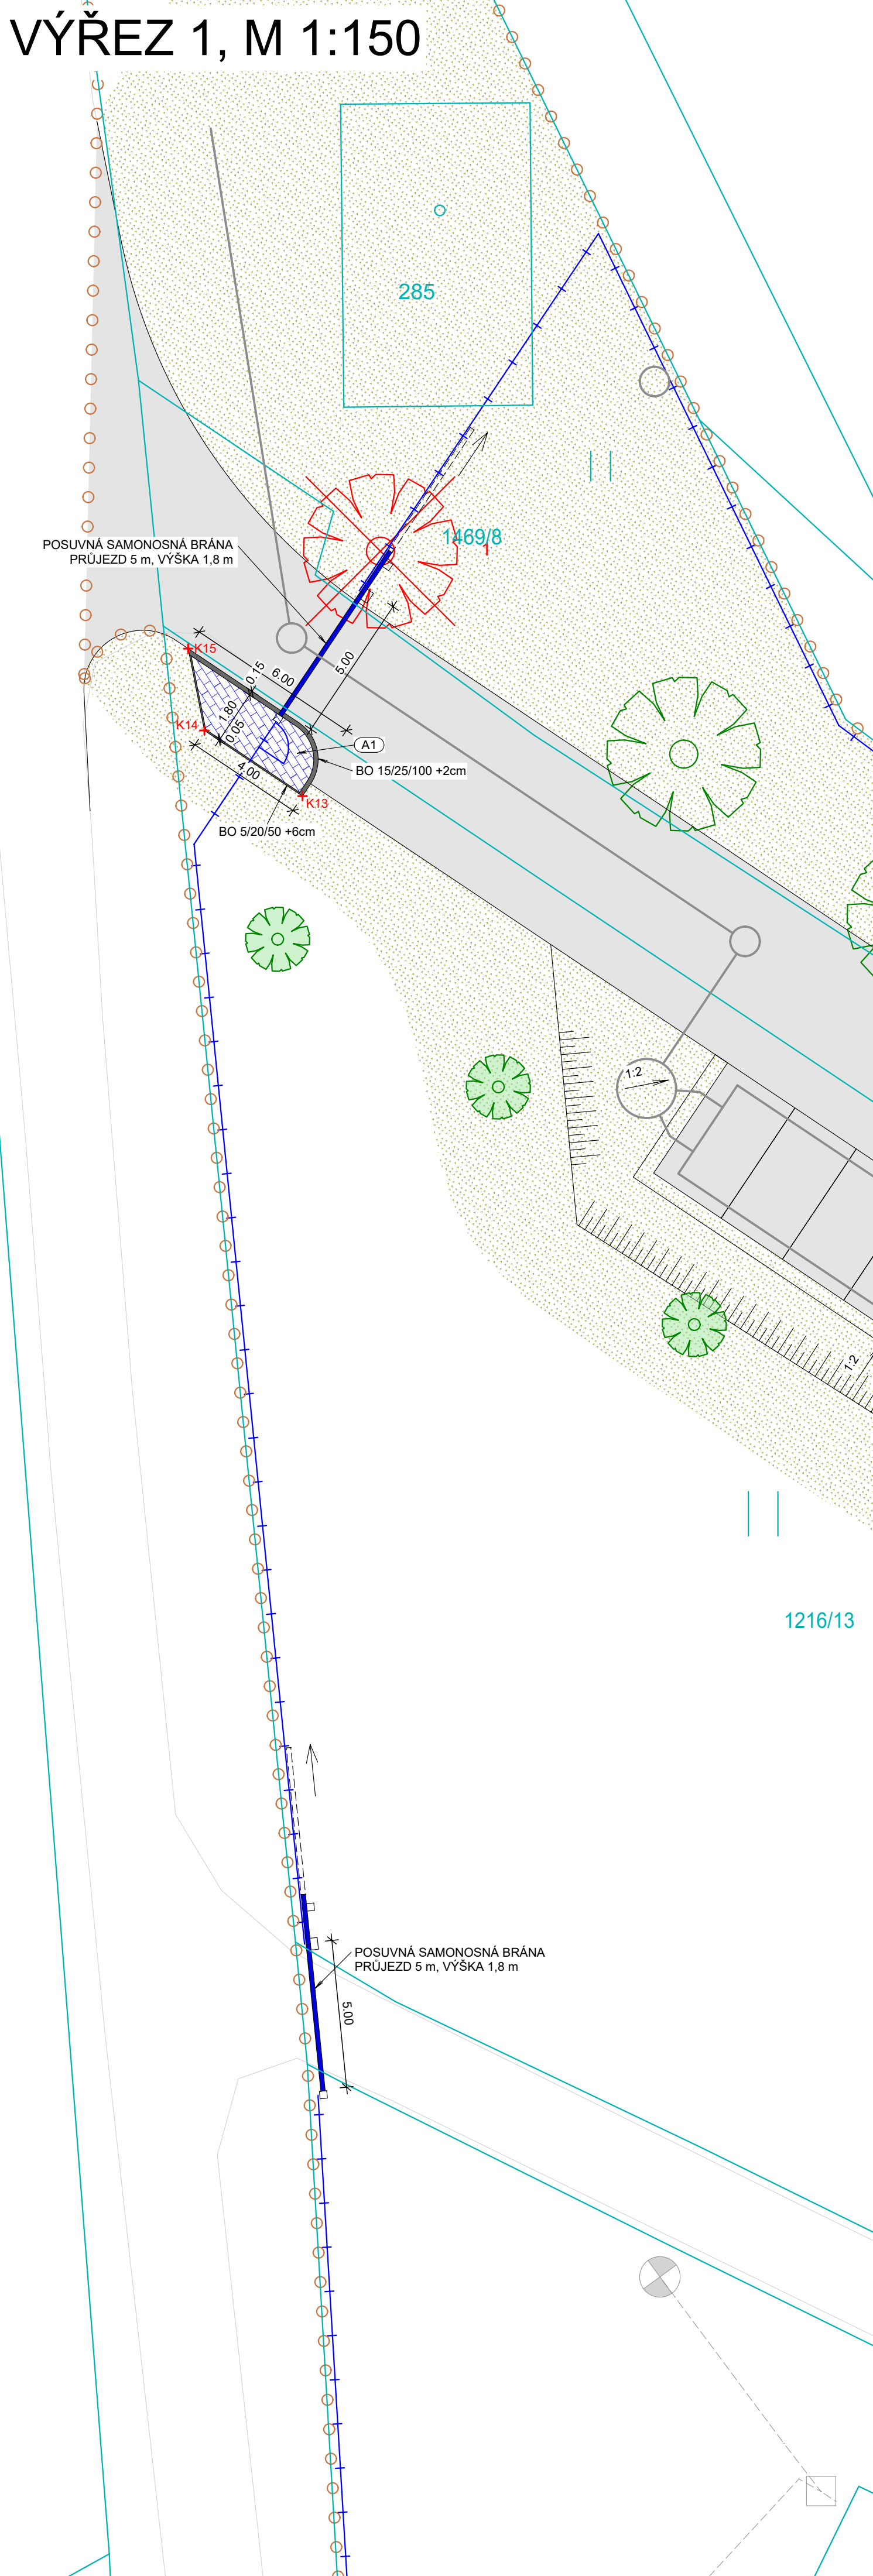 VÝŘEZ 1, M 1:150
285
1469/8
1
POSUVNÁ SAMONOSNÁ BRÁNA
PRŮJEZD 5 m, VÝŠKA 1,8 m
K15
0.15
6.00
5.00
1.80
0.05
K14
A1
4.00
BO 15/25/100 +2cm
K13
BO 5/20/50 +6cm
1:2
1:2
1216/13
POSUVNÁ SAMONOSNÁ BRÁNA
PRŮJEZD 5 m, VÝŠKA 1,8 m
5.00